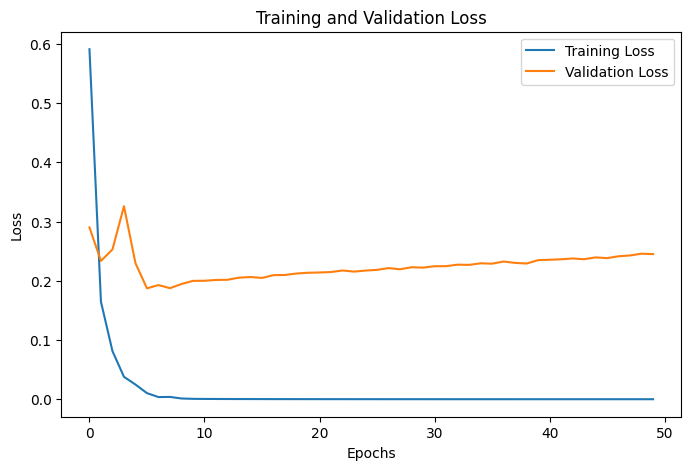 Training and Validation Loss
Training Loss
Validation Loss
0.6
0.5
0.4
0.3
0.2
0.1
0.0
Loss
0 10 20 30 40 50
Epochs